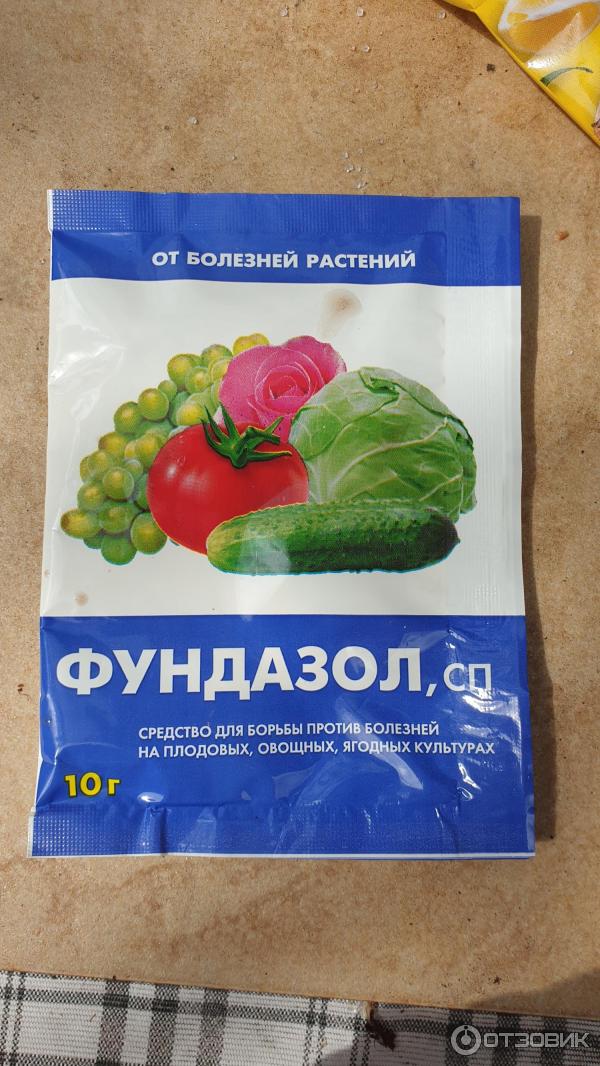 ОТ БОЛЕЗНЕЙ РАСТЕНИЙ
ФУНДАЗОЛ, СП
СРЕДСТВО ДЛЯ БОРЬБЫ ПРОТИВ БОЛЕЗНЕЙ
НА ПЛОДОВЫХ, ОВОЩНЫХ, ЯГОДНЫХ КУЛЬТУРАХ
10 г
ОТЗОВИК